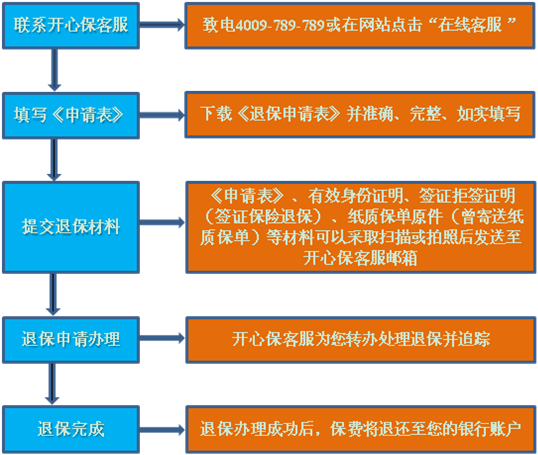 联系开心保客服
致电4009-789-789或在网站点击“在线客服 ”
填写《申请表》
下载《退保申请表》并准确、完整、如实填写
提交退保材料
《申请表》、有效身份证明、签证拒签证明
（签证保险退保）、纸质保单原件（曾寄送纸
质保单）等材料可以采取扫描或拍照后发送至
开心保客服邮箱
退保申请办理
开心保客服为您转办处理退保并追踪
退保完成
退保办理成功后，保费将退还至您的银行账户